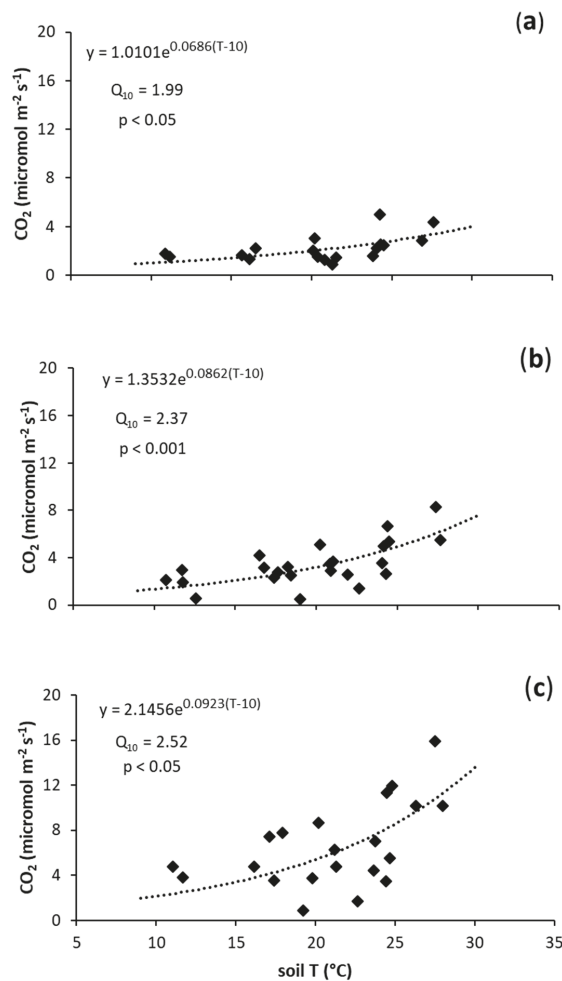 (a)
20
16
12
8
4
0
CO₂ (micromol m⁻² s⁻¹)
y = 1.0101e^0.0686(T-10)
Q₁₀ = 1.99
p < 0.05
(b)
20
16
12
8
4
0
CO₂ (micromol m⁻² s⁻¹)
y = 1.3532e^0.0862(T-10)
Q₁₀ = 2.37
p < 0.001
(c)
20
16
12
8
4
0
CO₂ (micromol m⁻² s⁻¹)
y = 2.1456e^0.0923(T-10)
Q₁₀ = 2.52
p < 0.05
5 10 15 20 25 30 35
soil T (°C)